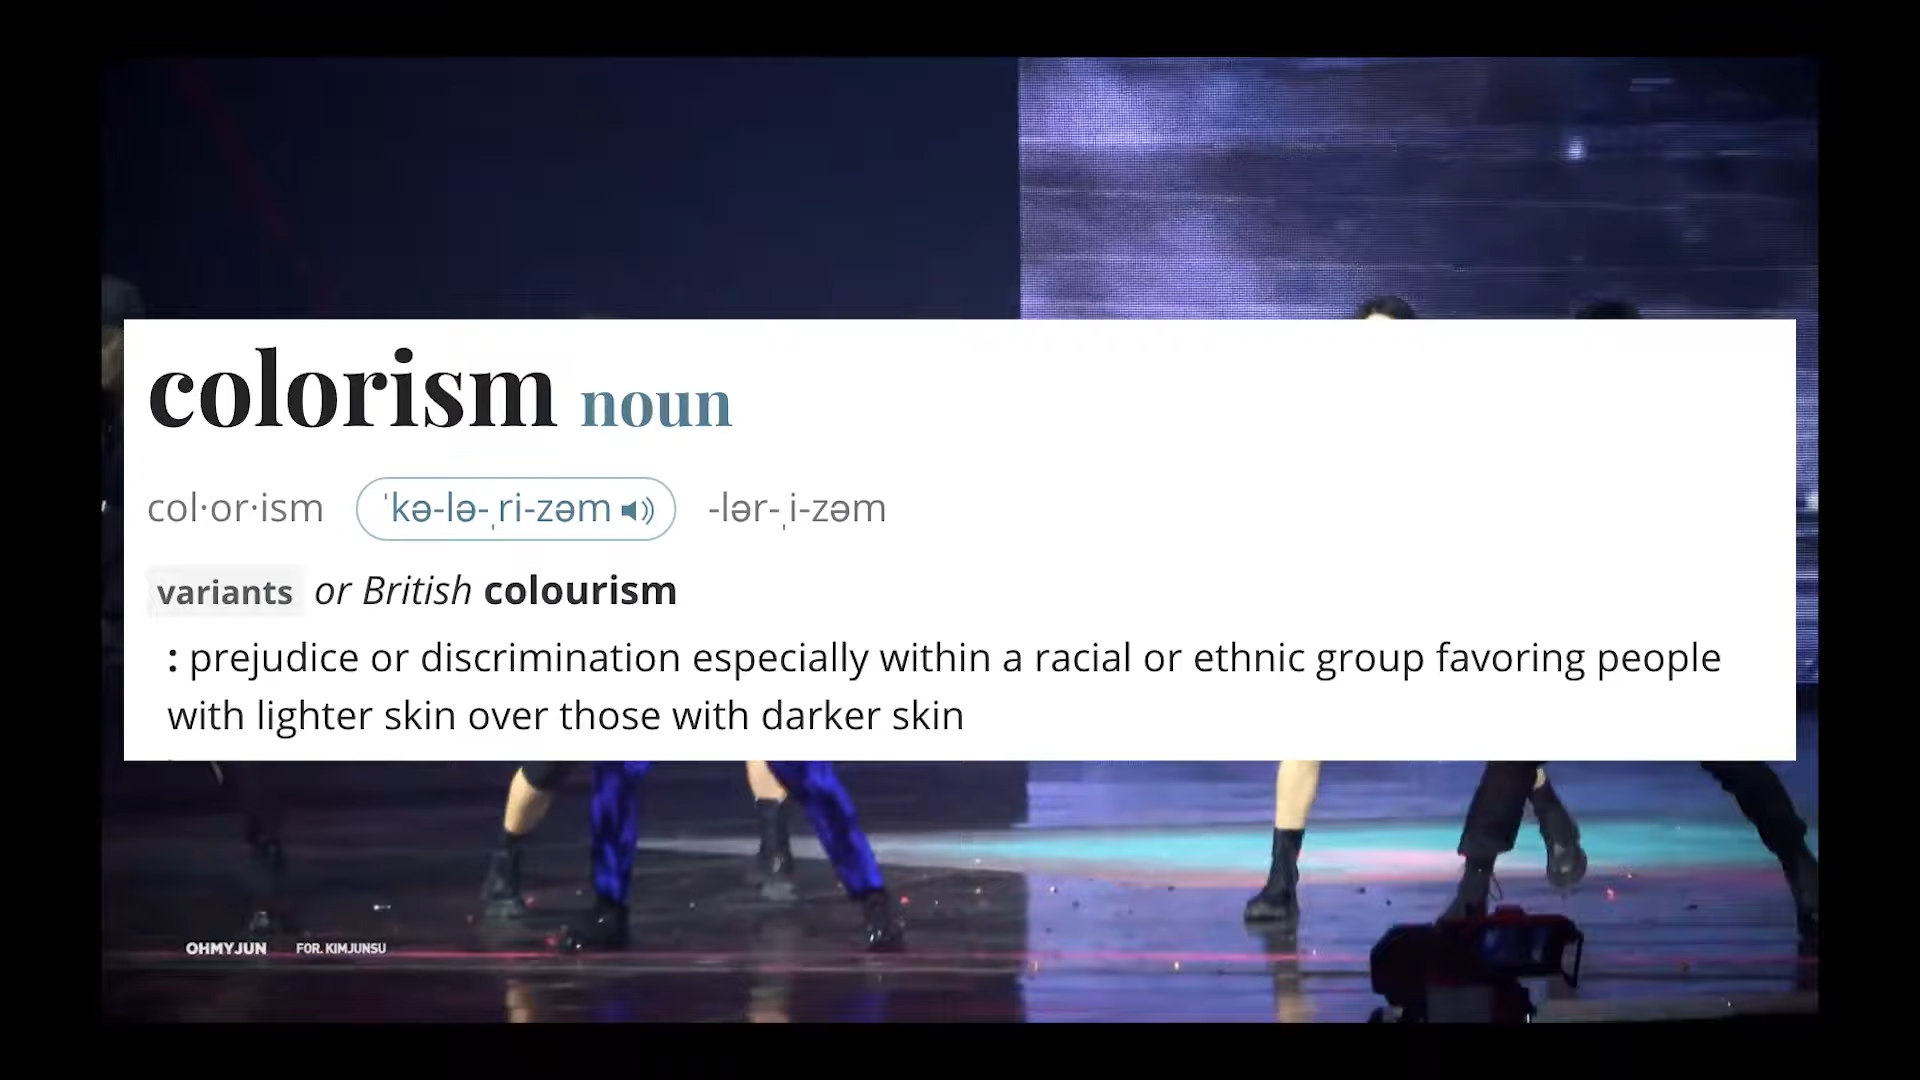 colorism noun
col·or·ism ˈkə-lə-ˌri-zəm -lər-ˌi-zəm
variants or British colourism
: prejudice or discrimination especially within a racial or ethnic group favoring people
with lighter skin over those with darker skin
OHMYJUN FOR. KIMJUNSU